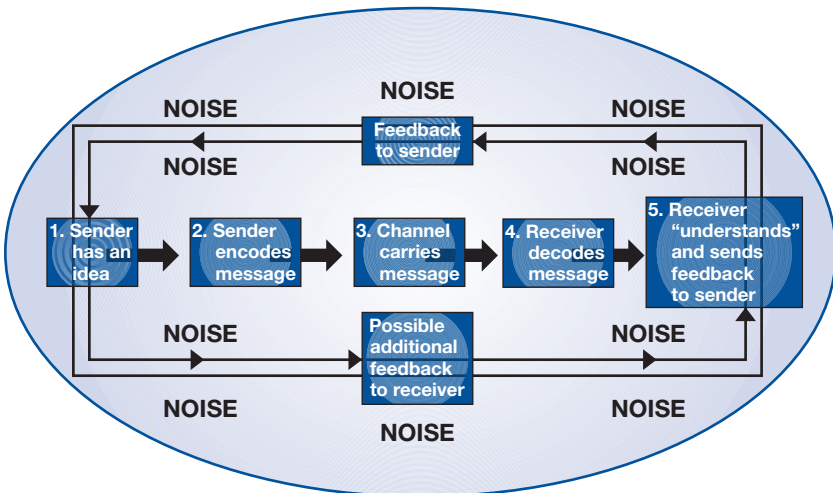 NOISE
NOISE
NOISE
Feedback
to sender
NOISE
NOISE
1. Sender
has an
idea
2. Sender
encodes
message
3. Channel
carries
message
4. Receiver
decodes
message
5. Receiver
“understands”
and sends
feedback
to sender
Possible
additional
feedback
to receiver
NOISE
NOISE
NOISE
NOISE
NOISE